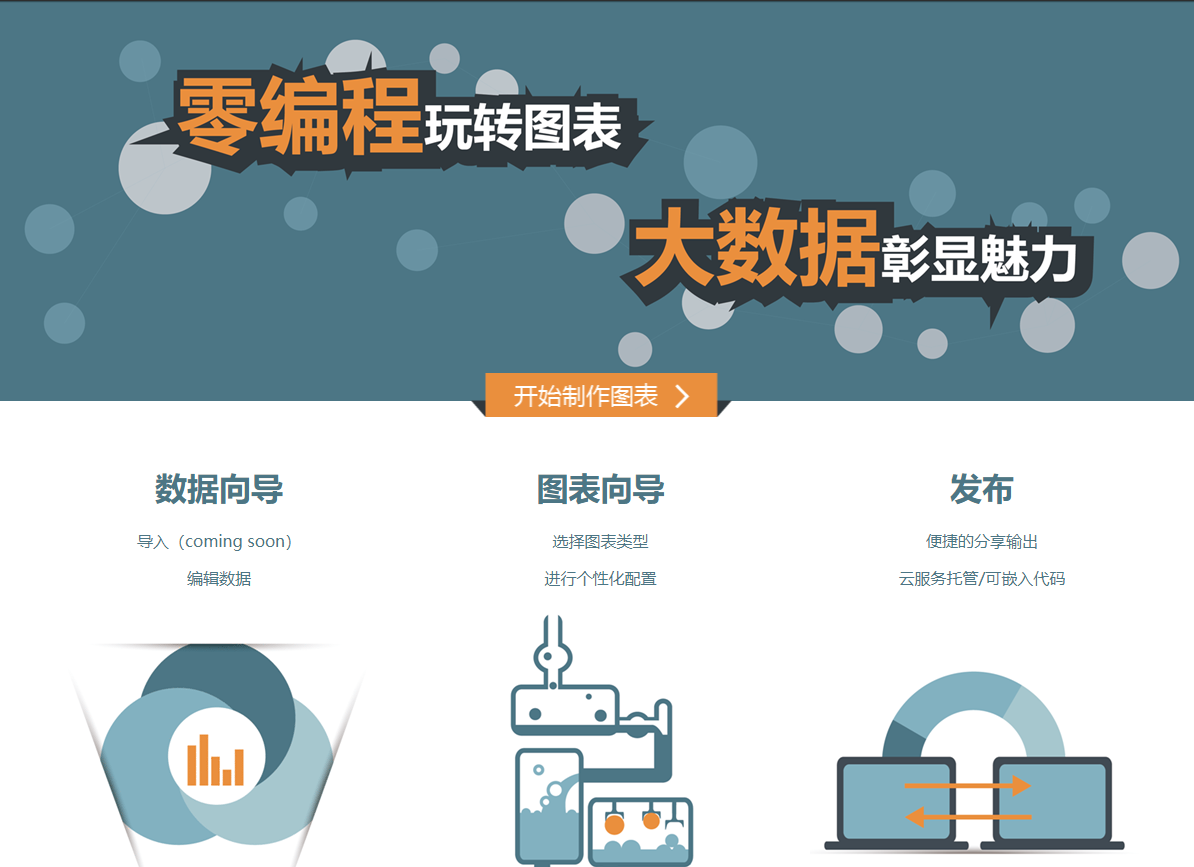 零编程玩转图表
大数据彰显魅力
开始制作图表
数据向导
导入（coming soon）
编辑数据
图表向导
选择图表类型
进行个性化配置
发布
便捷的分享输出
云服务托管/可嵌入代码